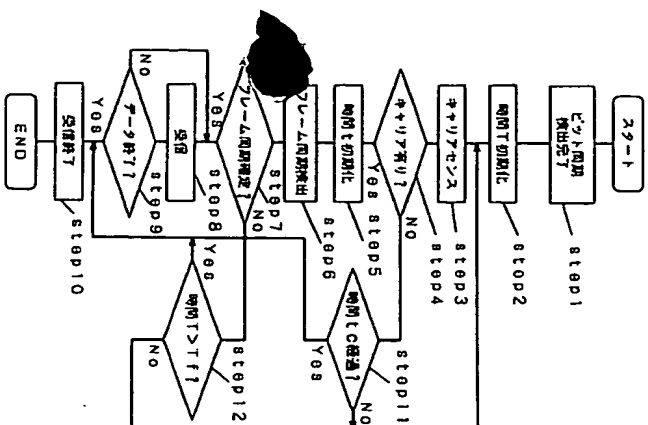 スタート
ビット同期
検出完了
step1
時間T初期化
step2
キャリアセンス
step3
キャリア有り?
step4
Yes
No
時間t初期化
step5
フレーム同期検出
step6
フレーム同期確定?
step7
Yes
No
受信
step8
データ終了?
step9
No
Yes
受信終了
step10
END
時間tc経過?
step11
No
Yes
時間T>Tf?
step12
Yes
No